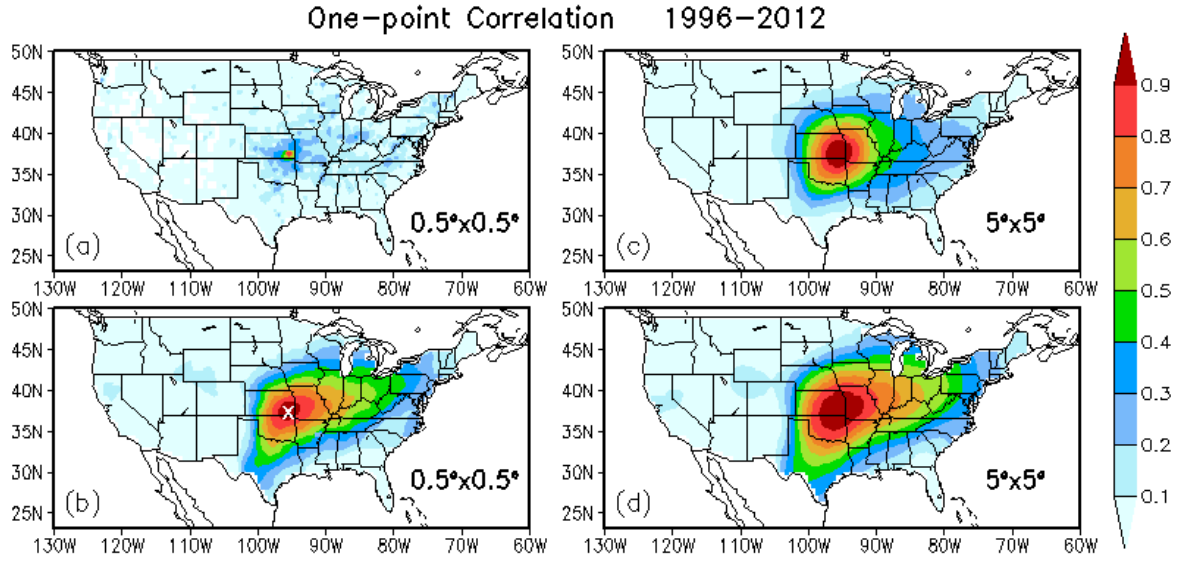 One-point Correlation 1996-2012
50N
45N
40N
35N
30N
25N
(a)
0.5°x0.5°
130W 120W 110W 100W 90W 80W 70W 60W
50N
45N
40N
35N
30N
25N
(c)
5°x5°
130W 120W 110W 100W 90W 80W 70W 60W
50N
45N
40N
35N
30N
25N
X
(b)
0.5°x0.5°
130W 120W 110W 100W 90W 80W 70W 60W
50N
45N
40N
35N
30N
25N
(d)
5°x5°
130W 120W 110W 100W 90W 80W 70W 60W
0.9
0.8
0.7
0.6
0.5
0.4
0.3
0.2
0.1